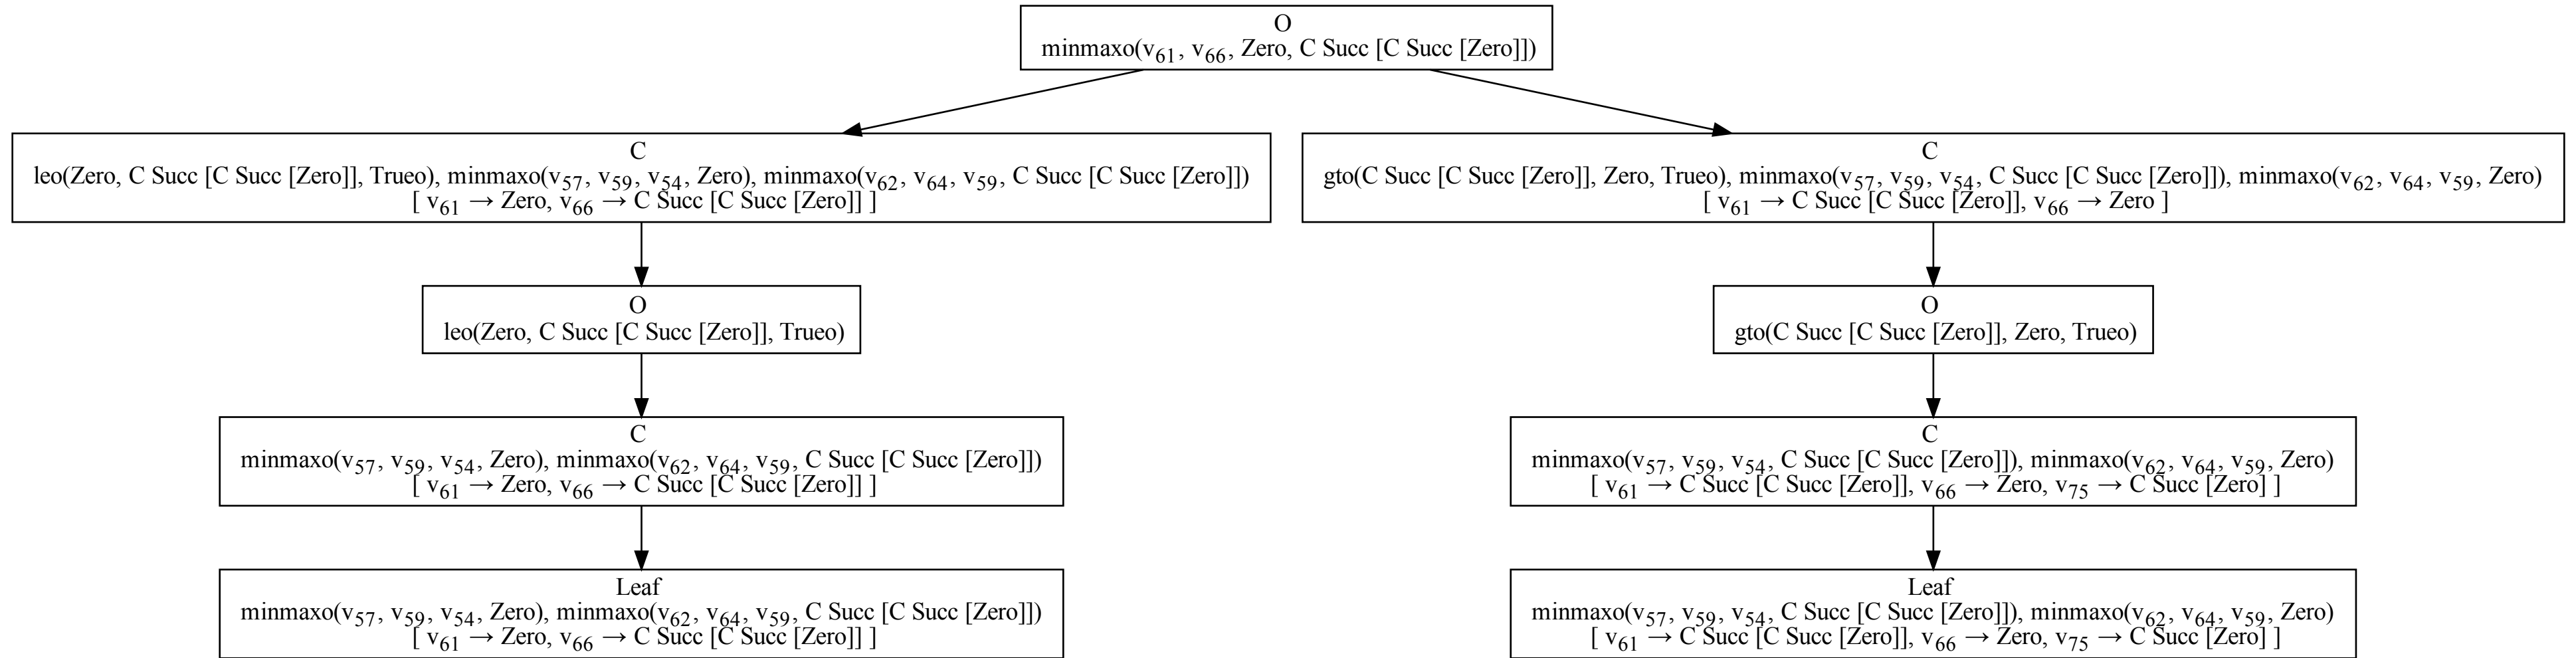 O
minmaxo(v61, v66, Zero, C Succ [C Succ [Zero]])
C
leo(Zero, C Succ [C Succ [Zero]], Trueo), minmaxo(v57, v59, v54, Zero), minmaxo(v62, v64, v59, C Succ [C Succ [Zero]])
[ v61 → Zero, v66 → C Succ [C Succ [Zero]] ]
C
gto(C Succ [C Succ [Zero]], Zero, Trueo), minmaxo(v57, v59, v54, C Succ [C Succ [Zero]]), minmaxo(v62, v64, v59, Zero)
[ v61 → C Succ [C Succ [Zero]], v66 → Zero ]
O
leo(Zero, C Succ [C Succ [Zero]], Trueo)
O
gto(C Succ [C Succ [Zero]], Zero, Trueo)
C
minmaxo(v57, v59, v54, Zero), minmaxo(v62, v64, v59, C Succ [C Succ [Zero]])
[ v61 → Zero, v66 → C Succ [C Succ [Zero]] ]
C
minmaxo(v57, v59, v54, C Succ [C Succ [Zero]]), minmaxo(v62, v64, v59, Zero)
[ v61 → C Succ [C Succ [Zero]], v66 → Zero, v75 → C Succ [Zero] ]
Leaf
minmaxo(v57, v59, v54, Zero), minmaxo(v62, v64, v59, C Succ [C Succ [Zero]])
[ v61 → Zero, v66 → C Succ [C Succ [Zero]] ]
Leaf
minmaxo(v57, v59, v54, C Succ [C Succ [Zero]]), minmaxo(v62, v64, v59, Zero)
[ v61 → C Succ [C Succ [Zero]], v66 → Zero, v75 → C Succ [Zero] ]